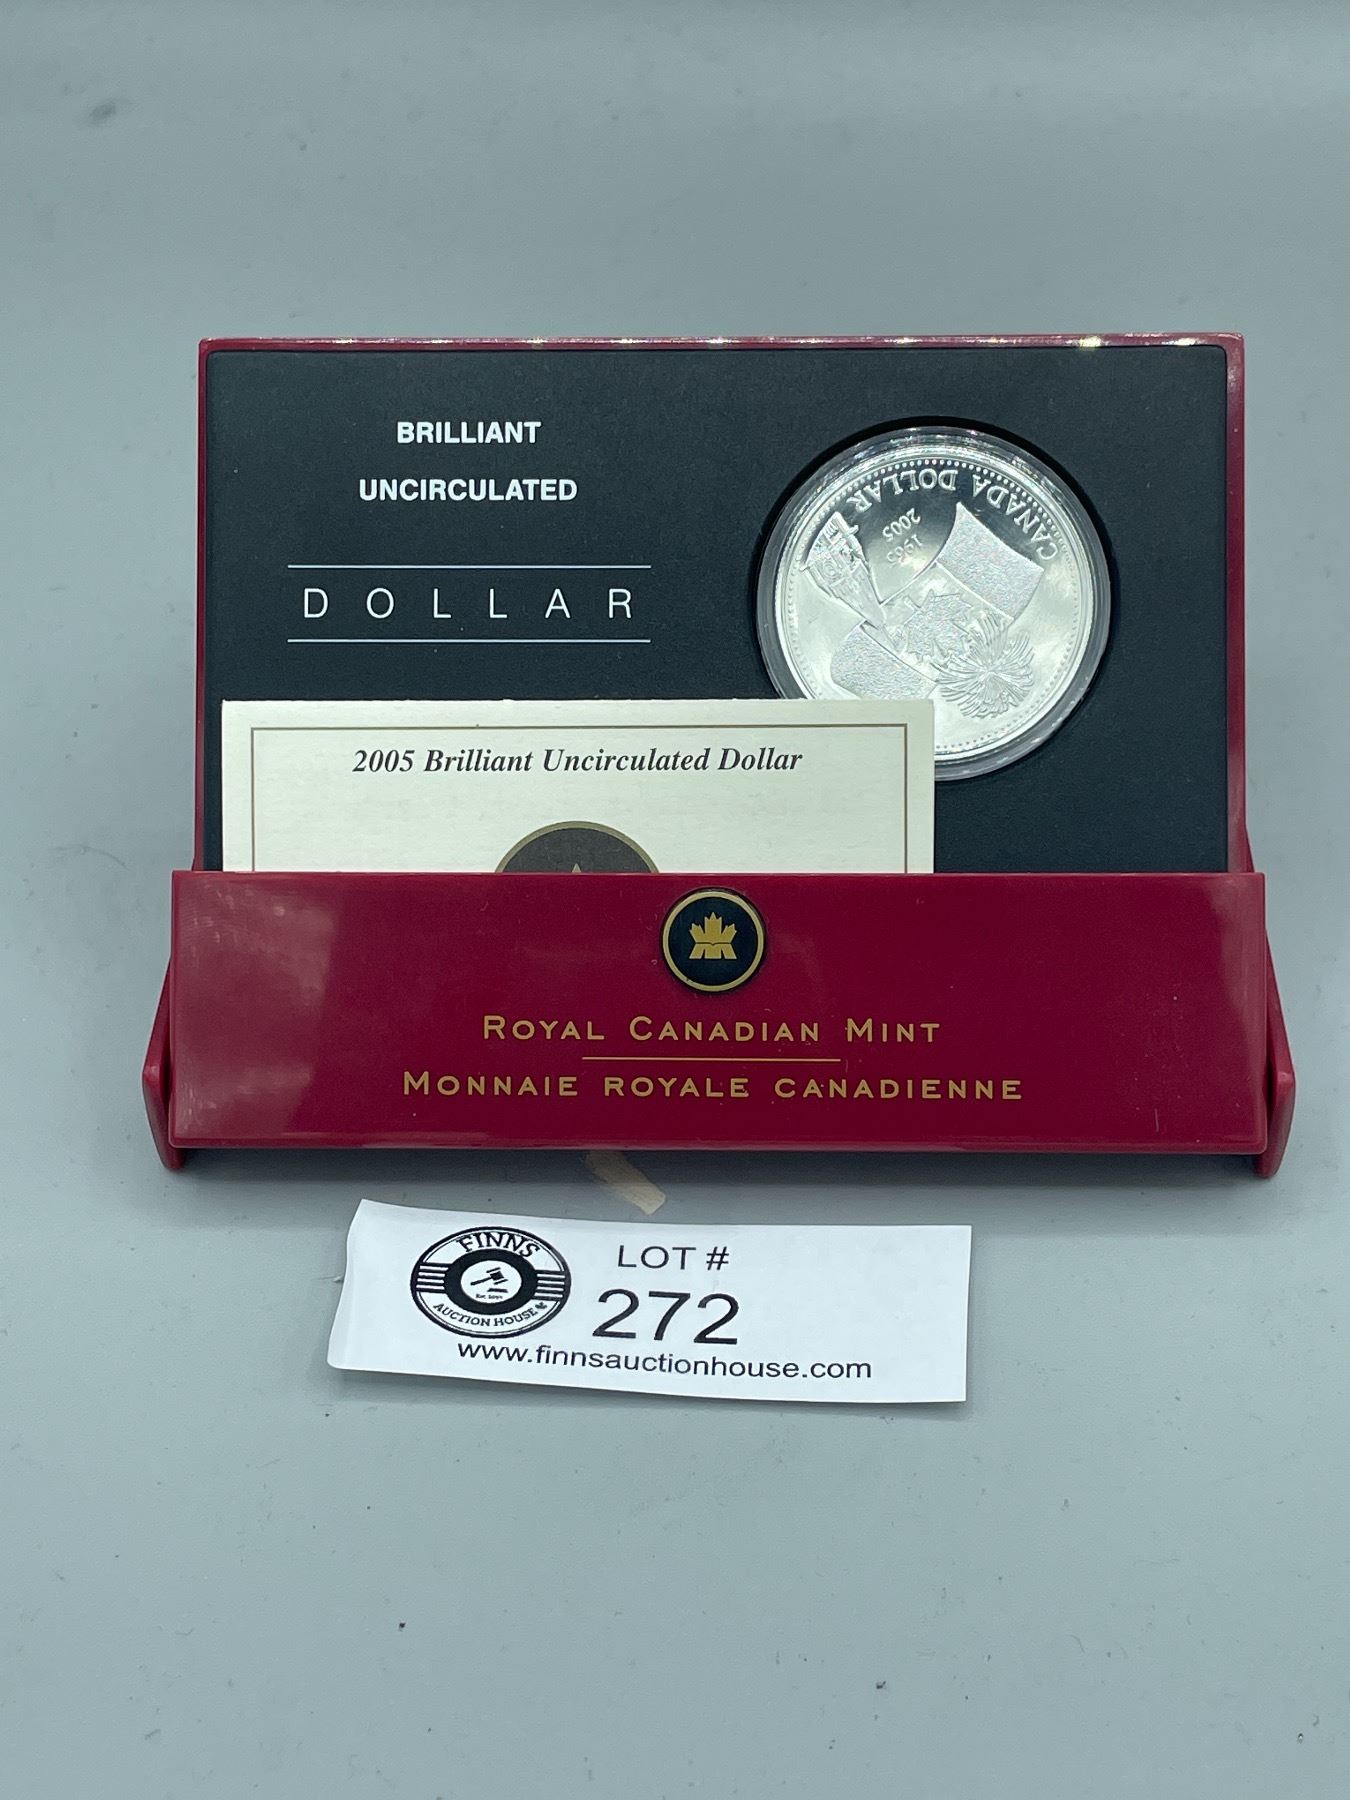 BRILLIANT
UNCIRCULATED
DOLLAR
CANADA DOLLAR
1965
2005
2005 Brilliant Uncirculated Dollar
ROYAL CANADIAN MINT
MONNAIE ROYALE CANADIENNE
FINNS
Est. 
AUCTION HOUSE
LOT #
272
www.finnsauctionhouse.com